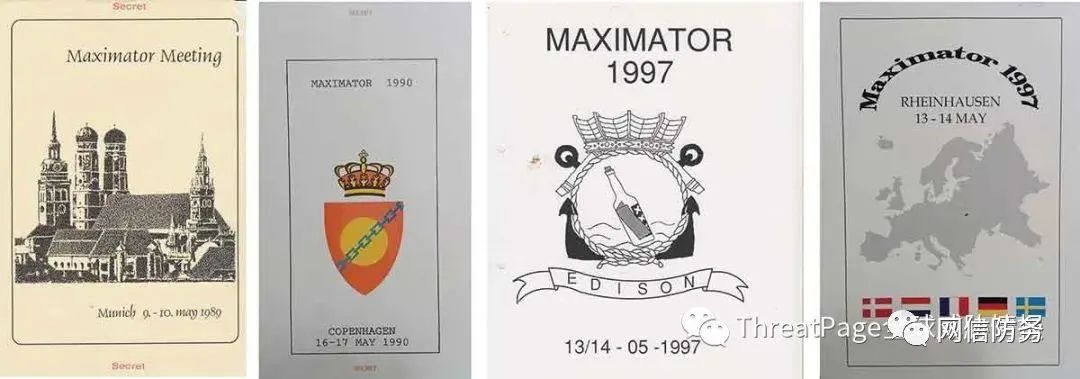 Secret
Maximator Meeting
Munich 9. - 10. may 1989
Secret
SECRET
MAXIMATOR 1990
COPENHAGEN
16-17 MAY 1990
SECRET
MAXIMATOR
1997
EDISON
13/14 - 05 -1997
Maximator 1997
RHEINHAUSEN
13 - 14 MAY
ThreatPage全球
网信防务